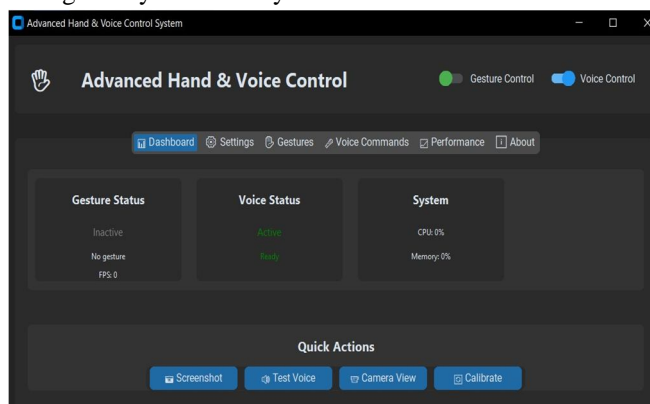 Advanced Hand & Voice Control System
Advanced Hand & Voice Control
Gesture Control
Voice Control
Dashboard Settings Gestures Voice Commands Performance About
Gesture Status
Inactive
No gesture
FPS: 0
Voice Status
Active
Ready
System
CPU: 0%
Memory: 0%
Quick Actions
Screenshot Test Voice Camera View Calibrate